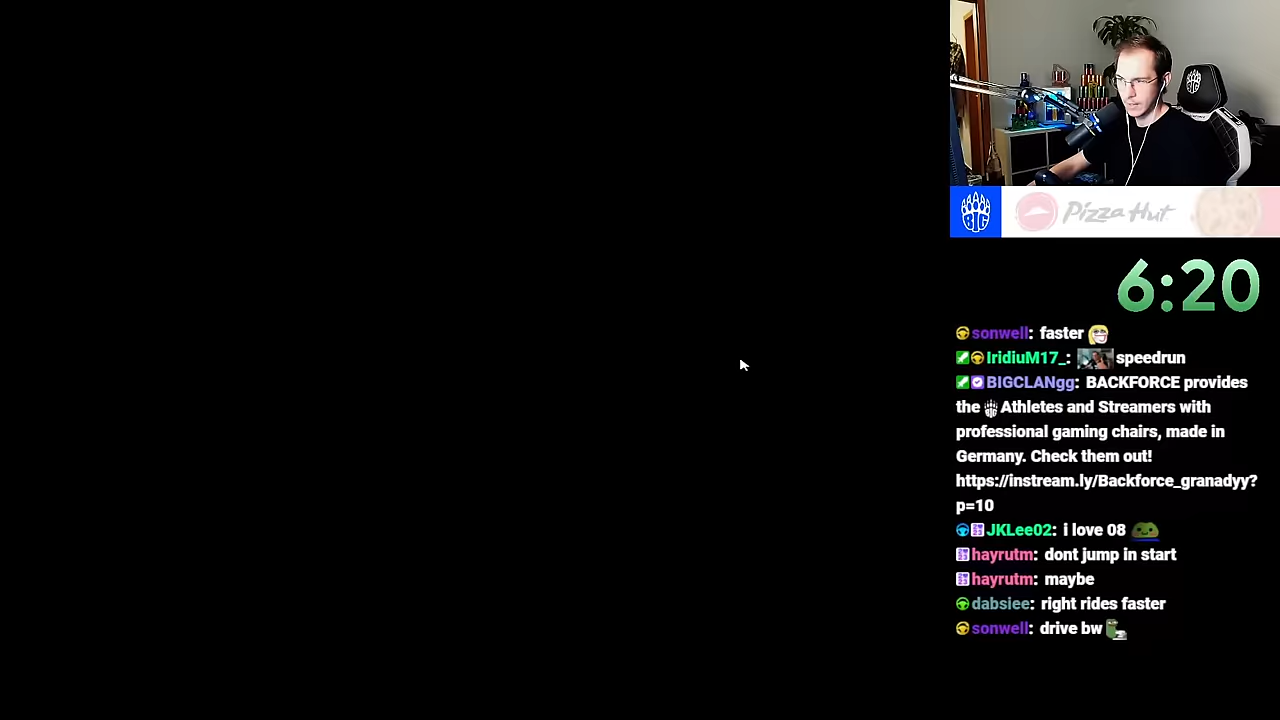 BIG
Pizza Hut
6:20
sonwell: faster
IridiuM17_: speedrun
BIGCLANgg: BACKFORCE provides
the Athletes and Streamers with
professional gaming chairs, made in
Germany. Check them out!
https://instream.ly/Backforce_granadyy?
p=10
JKLee02: i love 08
hayrutm: dont jump in start
hayrutm: maybe
dabsiee: right rides faster
sonwell: drive bw